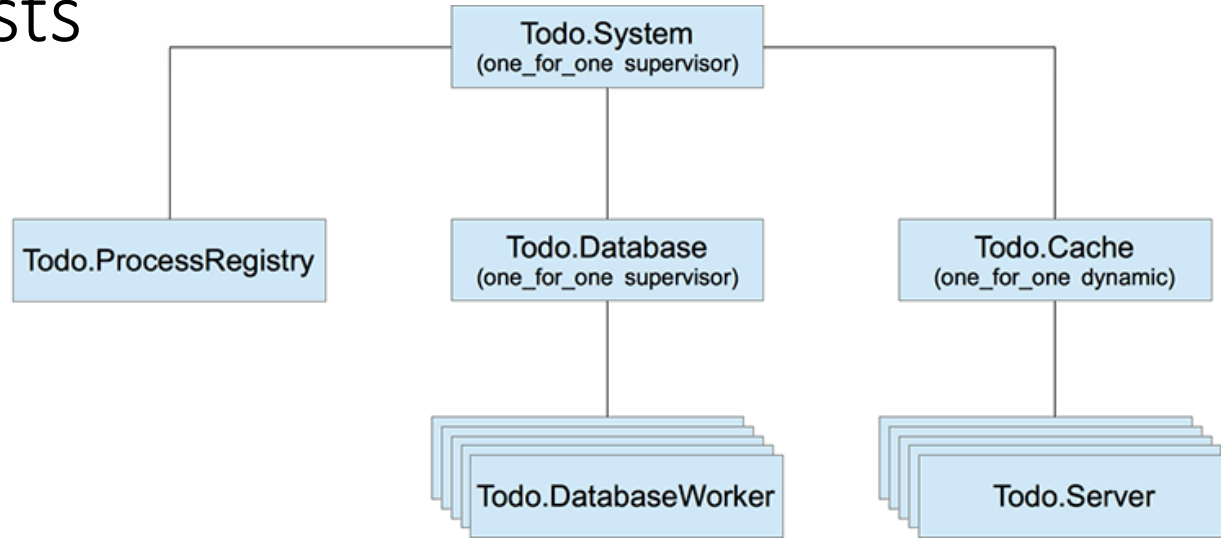 sts
Todo.System
(one_for_one supervisor)
Todo.ProcessRegistry
Todo.Database
(one_for_one supervisor)
Todo.Cache
(one_for_one dynamic)
Todo.DatabaseWorker
Todo.Server